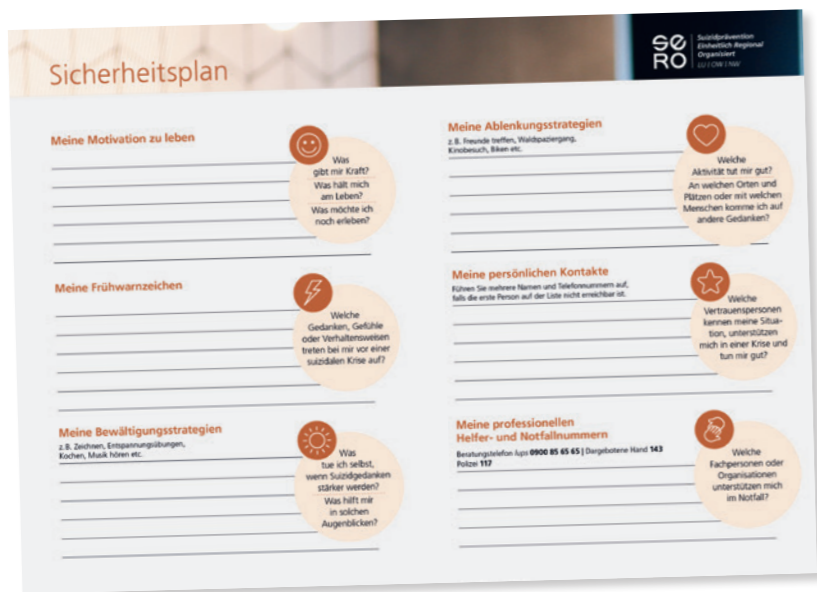 Sicherheitsplan
SERO
Suizidprävention
Einheitlich Regional
Organisiert
LU | OW | NW
Meine Motivation zu leben
Was
gibt mir Kraft?
Was hält mich
am Leben?
Was möchte ich
noch erleben?
Meine Frühwarnzeichen
Welche
Gedanken, Gefühle
oder Verhaltensweisen
treten bei mir vor einer
suizidalen Krise auf?
Meine Bewältigungsstrategien
z.B. Zeichnen, Entspannungsübungen,
Kochen, Musik hören etc.
Was
tue ich selbst,
wenn Suizidgedanken
stärker werden?
Was hilft mir
in solchen
Augenblicken?
Meine Ablenkungsstrategien
z.B. Freunde treffen, Waldspaziergang,
Kinobesuch, Biken etc.
Welche
Aktivität tut mir gut?
An welchen Orten und
Plätzen oder mit welchen
Menschen komme ich auf
andere Gedanken?
Meine persönlichen Kontakte
Führen Sie mehrere Namen und Telefonnummern auf,
falls die erste Person auf der Liste nicht erreichbar ist.
Welche
Vertrauenspersonen
kennen meine Situa-
tion, unterstützen
mich in einer Krise und
tun mir gut?
Meine professionellen
Helfer- und Notfallnummern
Beratungstelefon lups 0900 85 65 65 | Dargebotene Hand 143
Polizei 117
Welche
Fachpersonen oder
Organisationen
unterstützen mich
im Notfall?